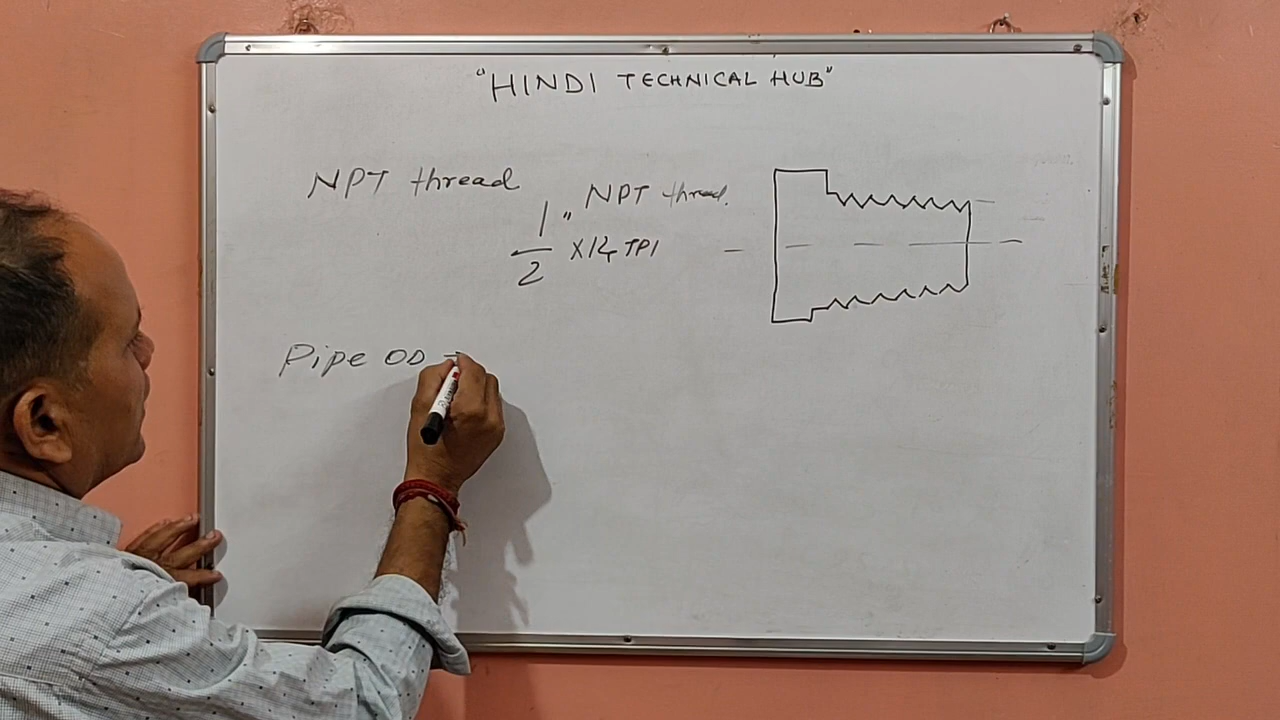 "HINDI TECHNICAL HUB"
NPT thread
1/2" NPT thread.
x14 TPI
Pipe OD =